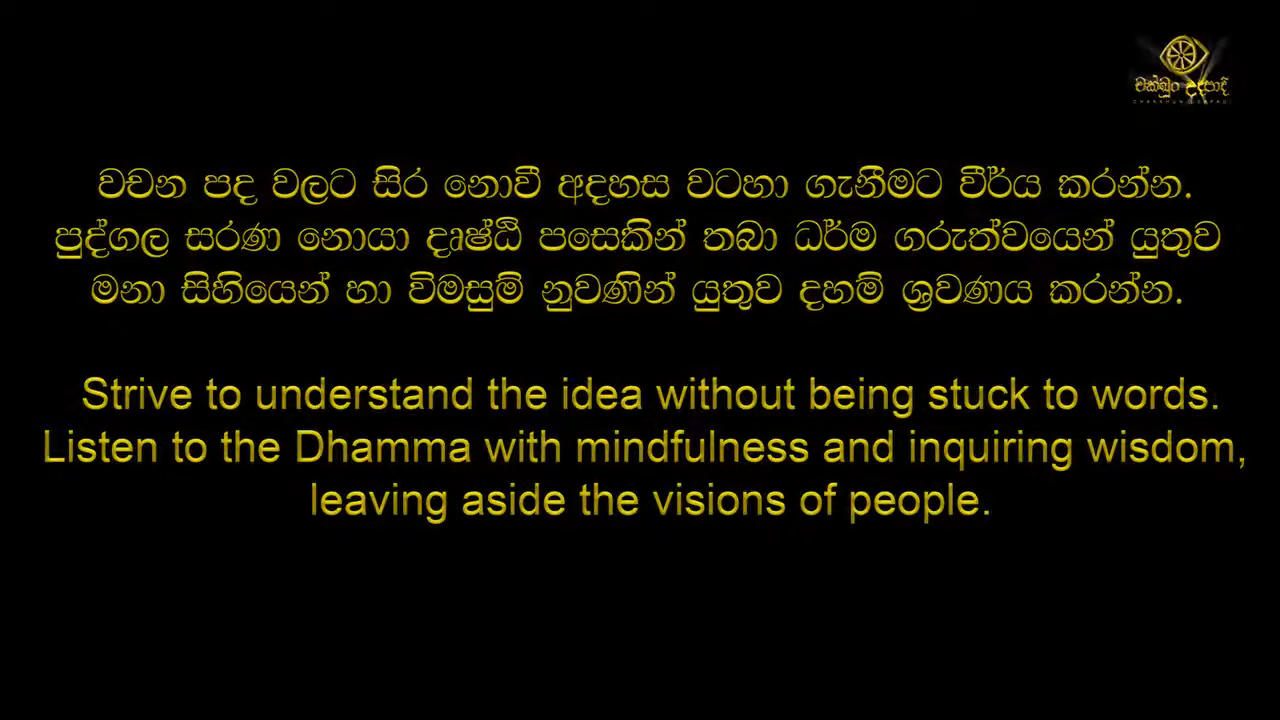 චක්ඛුං උදපාදි
වචන පද වලට සිර නොවී අදහස වටහා ගැනීමට වීර්ය කරන්න.
පුද්ගල සරණ නොයා දෘෂ්ඨි පසෙකින් තබා ධර්ම ගරුත්වයෙන් යුතුව
මනා සිහියෙන් හා විමසුම් නුවණින් යුතුව දහම් ශ්‍රවණය කරන්න.
Strive to understand the idea without being stuck to words.
Listen to the Dhamma with mindfulness and inquiring wisdom,
leaving aside the visions of people.